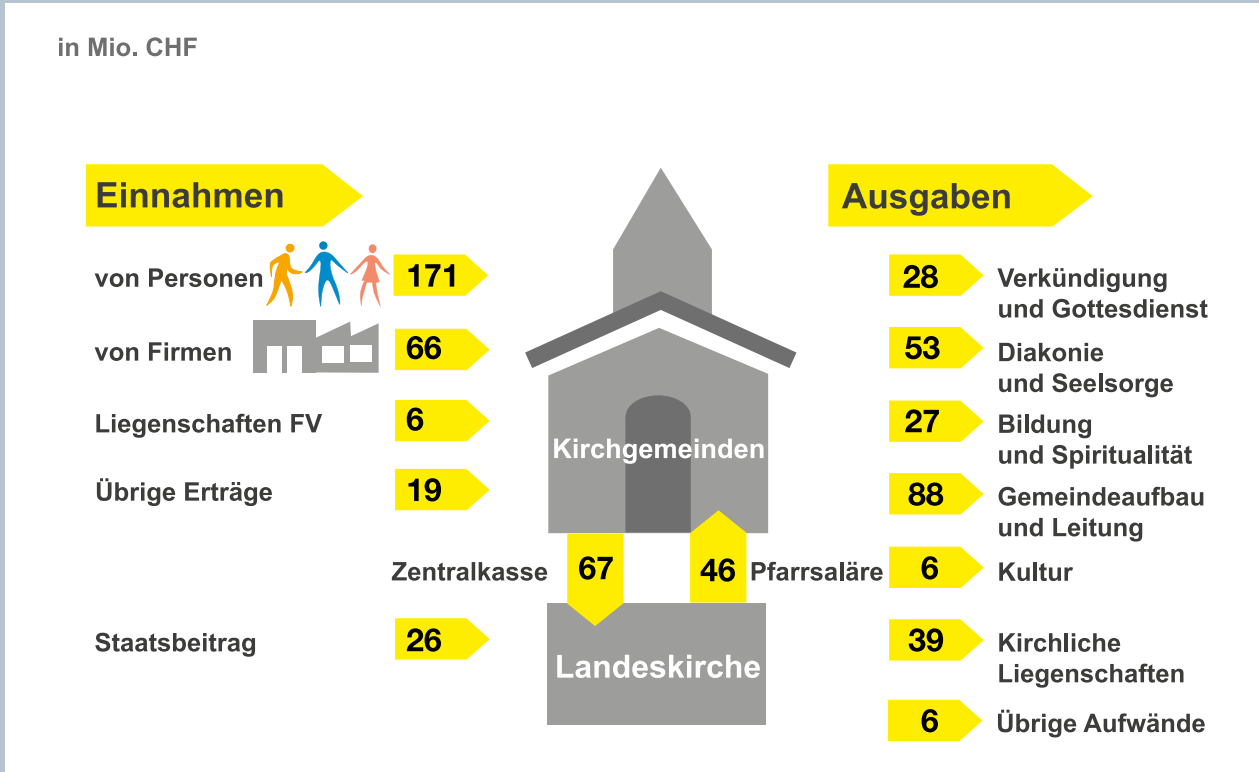 in Mio. CHF
Einnahmen
von Personen
171
von Firmen
66
Liegenschaften FV
6
Übrige Erträge
19
Staatsbeitrag
26
Kirchgemeinden
Zentralkasse
67
46
Pfarrsaläre
Landeskirche
Ausgaben
28
Verkündigung
und Gottesdienst
53
Diakonie
und Seelsorge
27
Bildung
und Spiritualität
88
Gemeindeaufbau
und Leitung
6
Kultur
39
Kirchliche
Liegenschaften
6
Übrige Aufwände